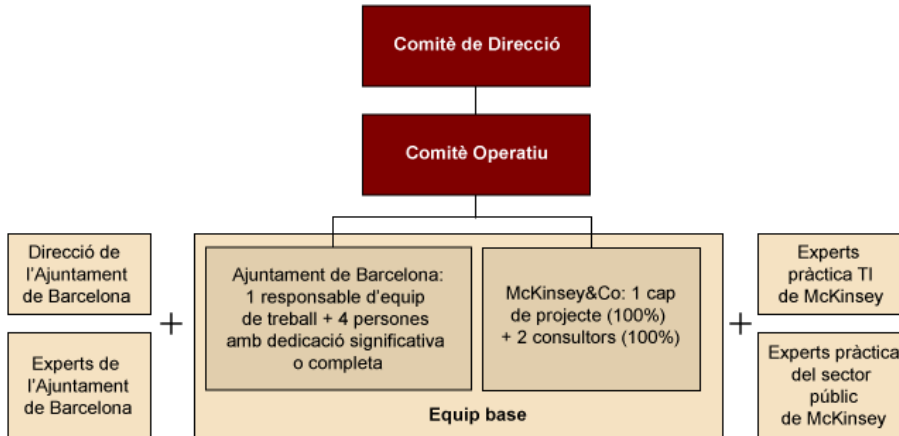 Comitè de Direcció
Comitè Operatiu
Direcció de
l'Ajuntament
de Barcelona
Experts de
l'Ajuntament
de Barcelona
+
Ajuntament de Barcelona:
1 responsable d'equip
de treball + 4 persones
amb dedicació significativa
o completa
McKinsey&Co: 1 cap
de projecte (100%)
+ 2 consultors (100%)
Equip base
+
Experts
pràctica TI
de McKinsey
Experts pràctica
del sector
públic
de McKinsey